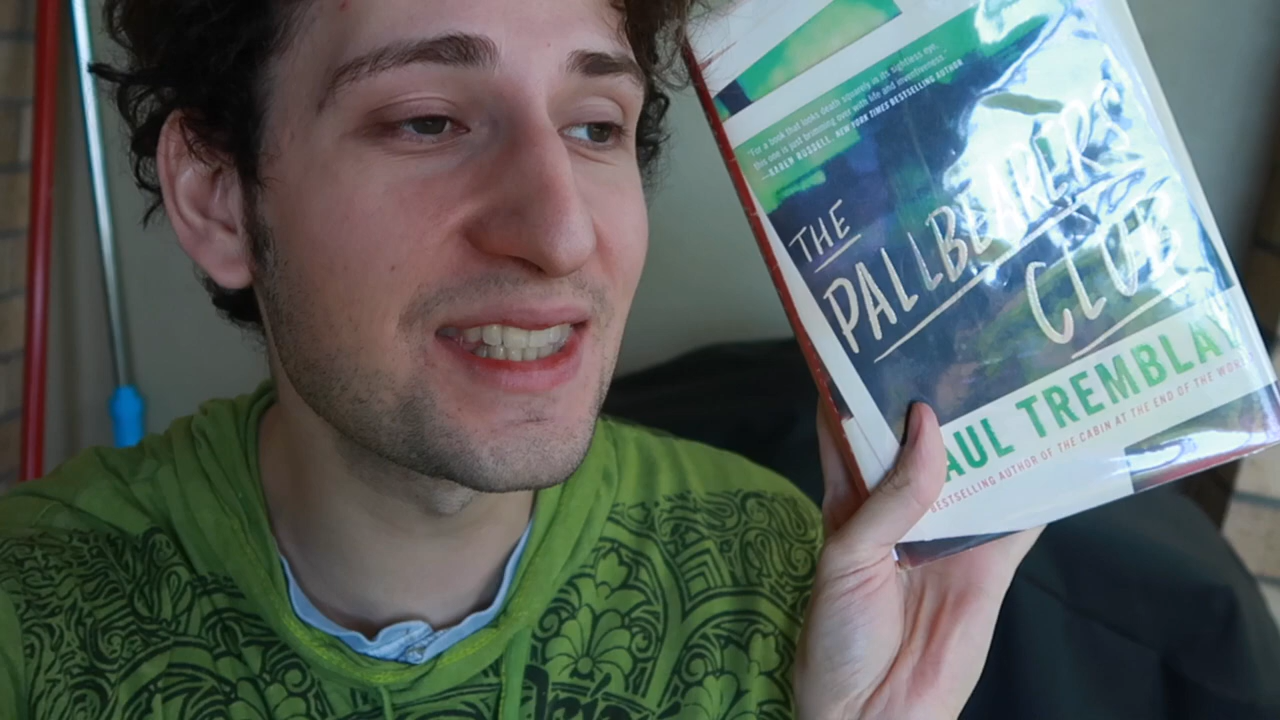 "For a book that looks death squarely in its sightless eye,
this one is just brimming over with life and inventiveness."
—KAREN RUSSELL, NEW YORK TIMES BESTSELLING AUTHOR
THE
PALLBEARERS
CLUB
AUL TREMBLAY
BESTSELLING AUTHOR OF THE CABIN AT THE END OF THE WOR